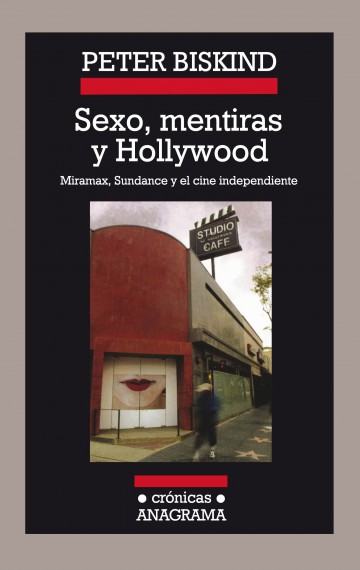 PETER BISKIND
Sexo, mentiras
y Hollywood
Miramax, Sundance y el cine independiente
STUDIO
CAFE
crónicas
ANAGRAMA